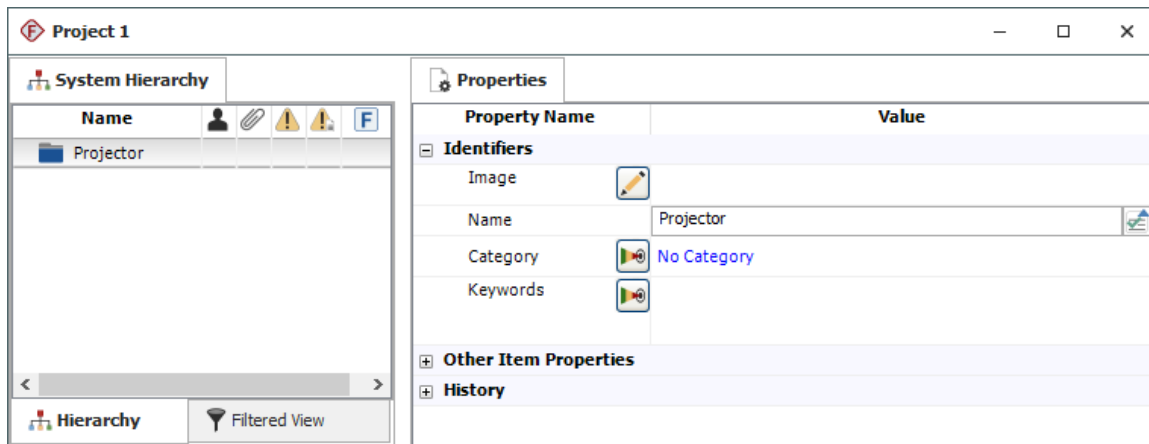 Project 1
System Hierarchy
Name F
Projector
Hierarchy
Filtered View
Properties
Property Name Value
Identifiers
Image
Name Projector
Category No Category
Keywords
Other Item Properties
History